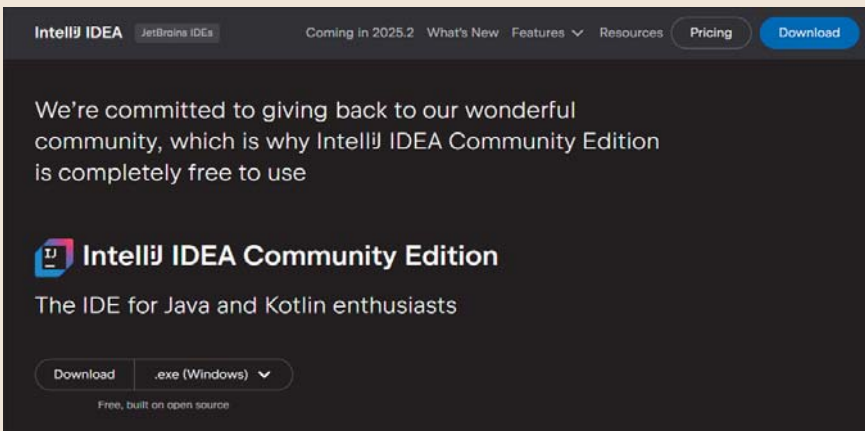 IntelliJ IDEA JetBrains IDEs Coming in 2025.2 What's New Features Resources Pricing Download
We're committed to giving back to our wonderful
community, which is why IntelliJ IDEA Community Edition
is completely free to use
IJ IntelliJ IDEA Community Edition
The IDE for Java and Kotlin enthusiasts
Download .exe (Windows)
Free, built on open source